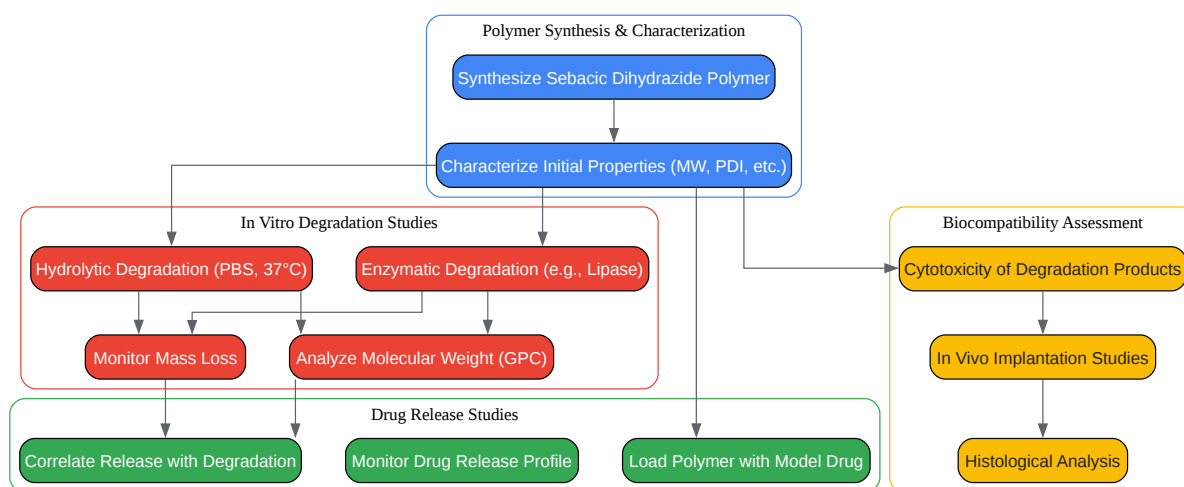 Polymer Synthesis & Characterization
Synthesize Sebacic Dihydrazide Polymer
Characterize Initial Properties (MW, PDI, etc.)
In Vitro Degradation Studies
Hydrolytic Degradation (PBS, 37°C)
Enzymatic Degradation (e.g., Lipase)
Monitor Mass Loss
Analyze Molecular Weight (GPC)
Drug Release Studies
Correlate Release with Degradation
Monitor Drug Release Profile
Load Polymer with Model Drug
Biocompatibility Assessment
Cytotoxicity of Degradation Products
In Vivo Implantation Studies
Histological Analysis